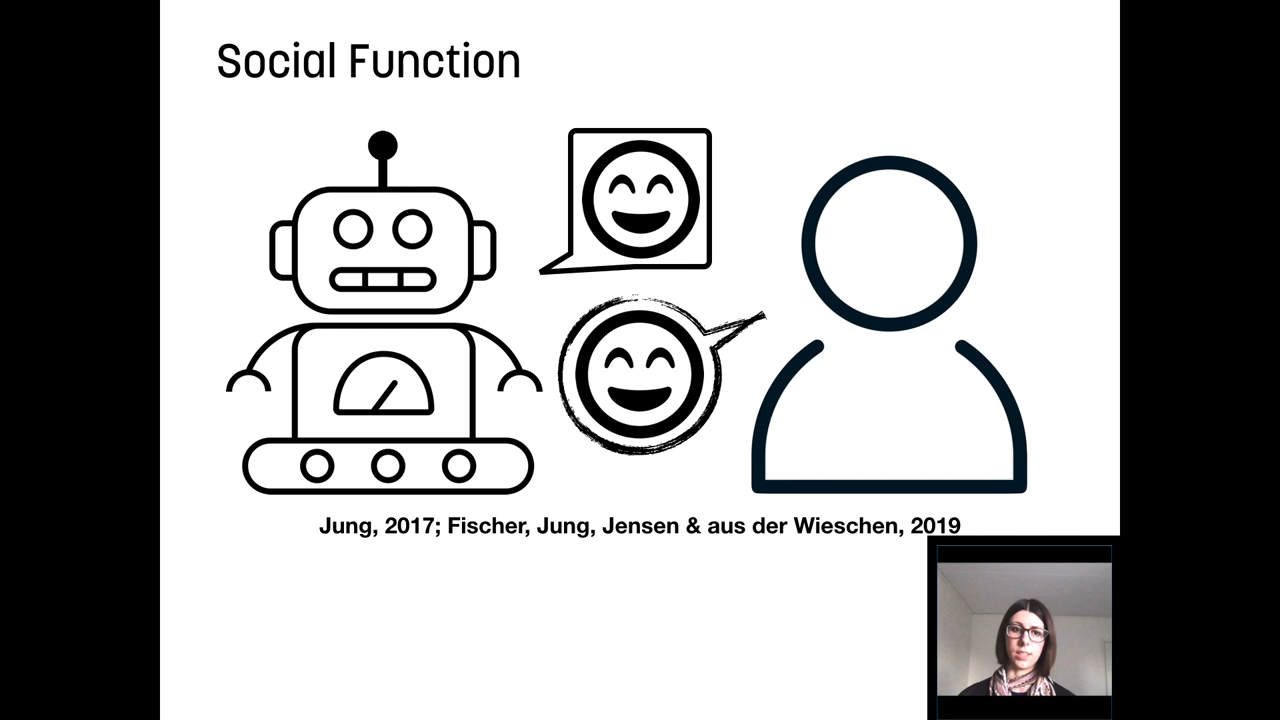 Social Function
Jung, 2017; Fischer, Jung, Jensen & aus der Wieschen, 2019